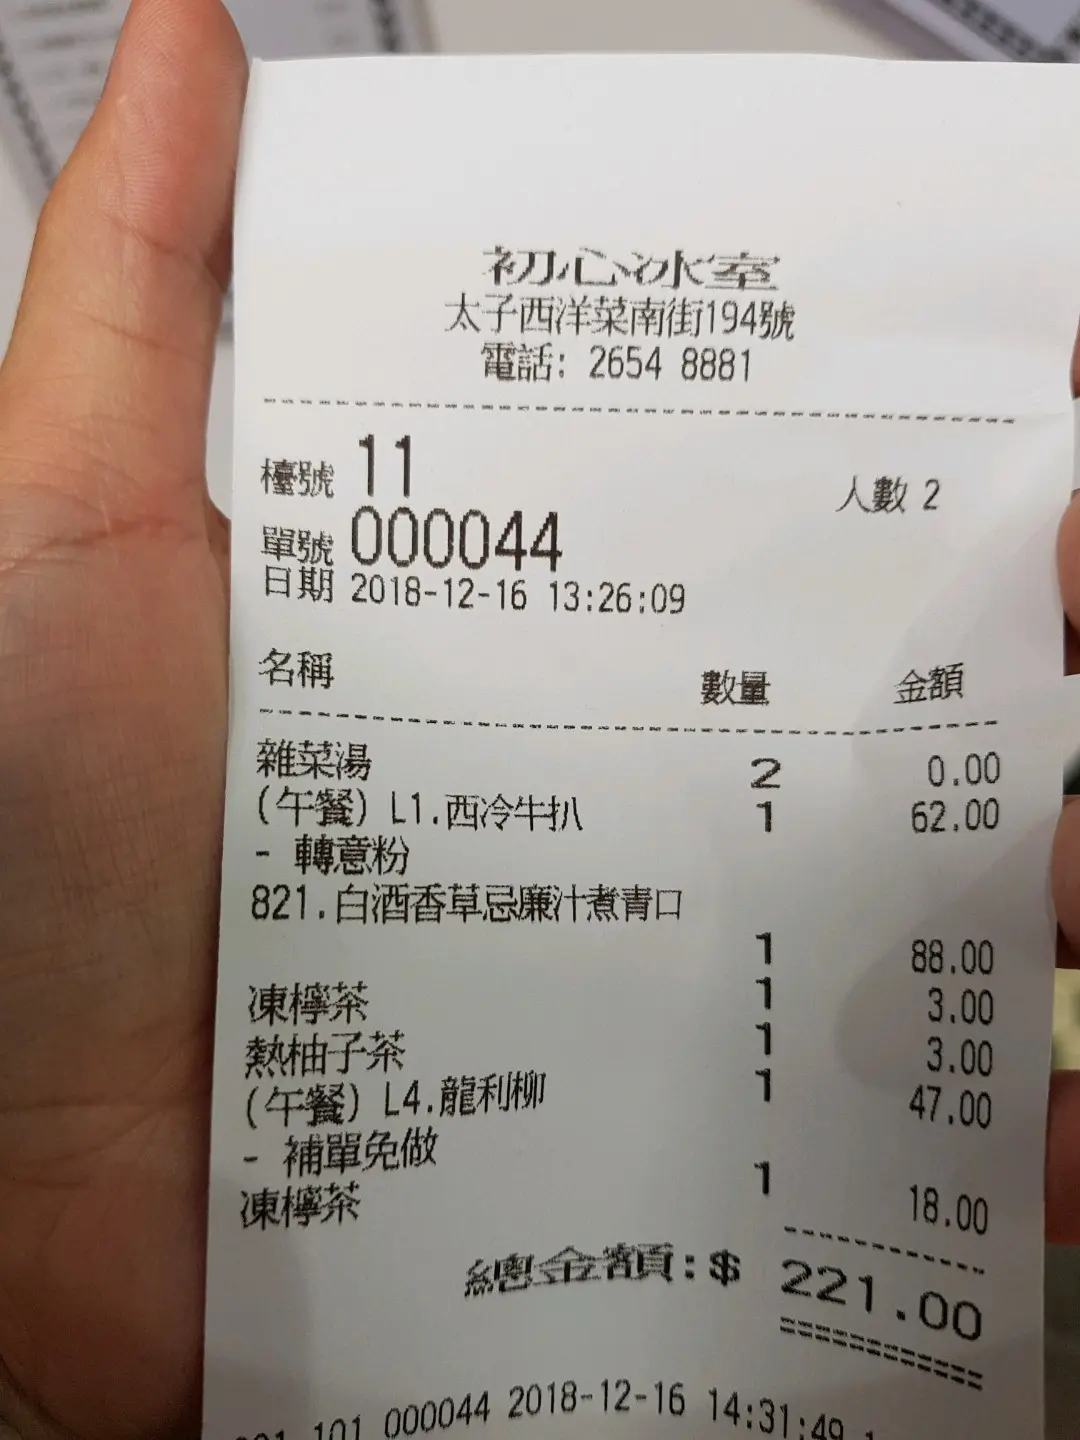 初心冰室
太子西洋菜南街194號
電話: 2654 8881
檯號 11 人數 2
單號 000044
日期 2018-12-16 13:26:09
名稱 數量 金額
雜菜湯 2 0.00
(午餐) L1.西冷牛扒 1 62.00
- 轉意粉
821.白酒香草忌廉汁煮青口
1 88.00
凍檸茶 1 3.00
熱柚子茶 1 3.00
(午餐) L4.龍利柳 1 47.00
- 補單免做
凍檸茶 1 18.00
總金額:$ 221.00
101 000044 2018-12-16 14:31:49